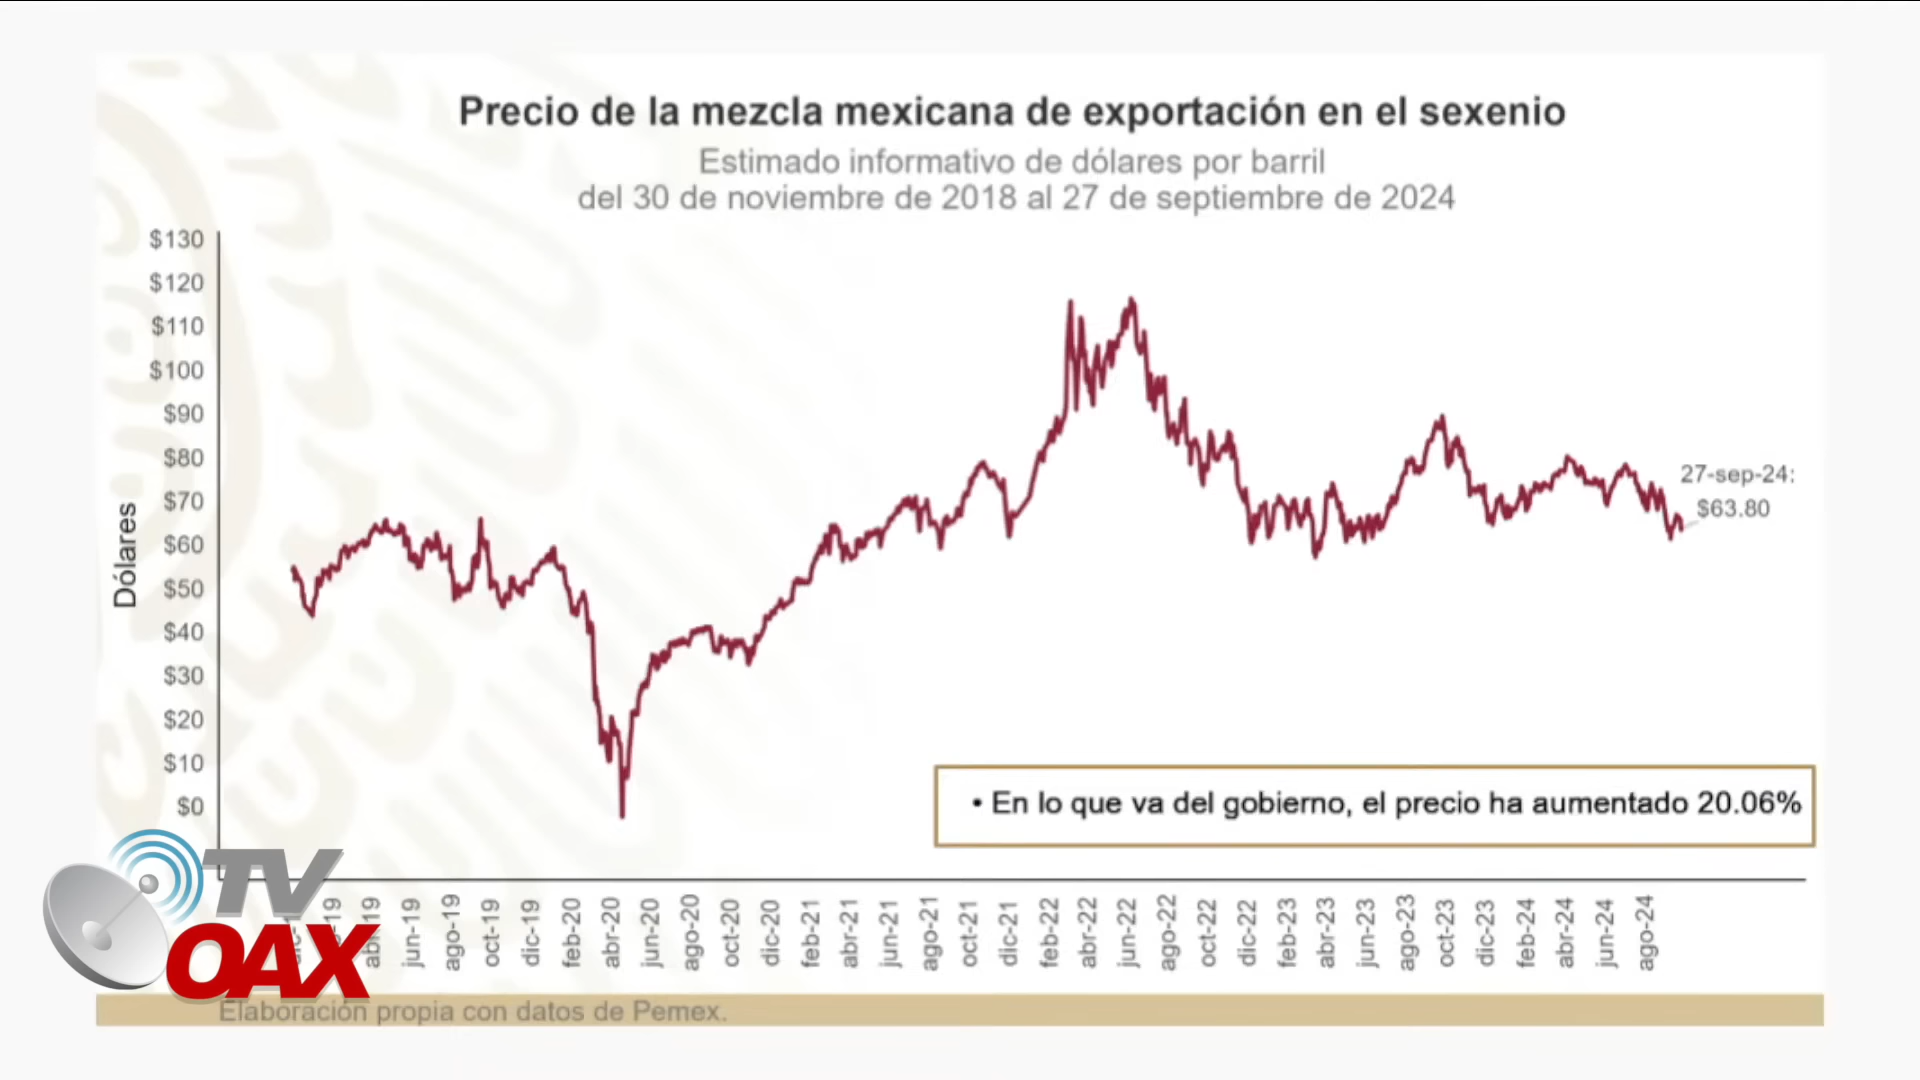 Precio de la mezcla mexicana de exportación en el sexenio
Estimado informativo de dólares por barril
del 30 de noviembre de 2018 al 27 de septiembre de 2024
$130
$120
$110
$100
$90
$80
$70
$60
$50
$40
$30
$20
$10
$0
Dólares
27-sep-24:
$63.80
• En lo que va del gobierno, el precio ha aumentado 20.06%
abr-19
jun-19
ago-19
oct-19
dic-19
feb-20
abr-20
jun-20
ago-20
oct-20
dic-20
feb-21
abr-21
jun-21
ago-21
oct-21
dic-21
feb-22
abr-22
jun-22
ago-22
oct-22
dic-22
feb-23
abr-23
jun-23
ago-23
oct-23
dic-23
feb-24
abr-24
jun-24
ago-24
TV
OAX
Elaboración propia con datos de Pemex.